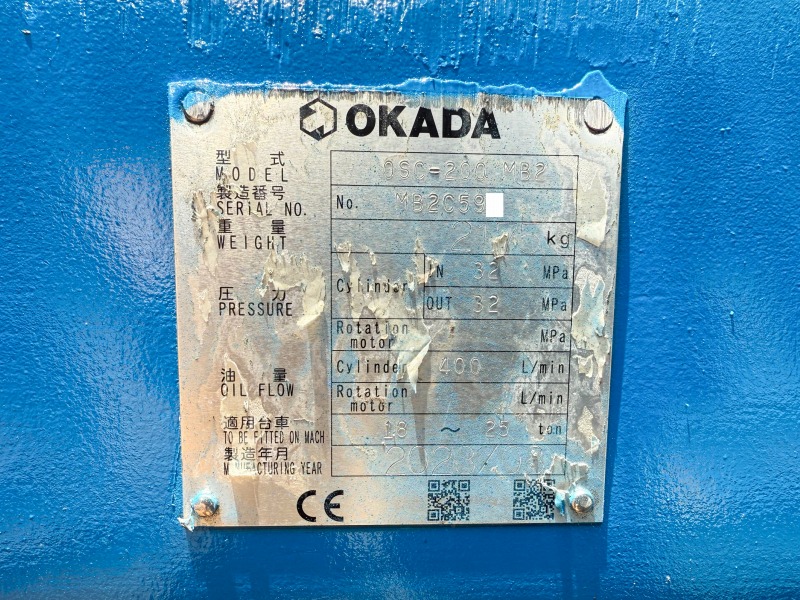 OKADA
型 式
MODEL
OSC-200 MB2
製造番号
SERIAL NO.
No. MB2C59
重 量
WEIGHT
kg
圧 力
PRESSURE
Cylinder
IN 32 MPa
OUT 32 MPa
Rotation motor MPa
油 量
OIL FLOW
Cylinder 400 L/min
Rotation motor L/min
適用台車
TO BE FITTED ON MACH
18 ~ 25 ton
製造年月
MANUFACTURING YEAR
CE